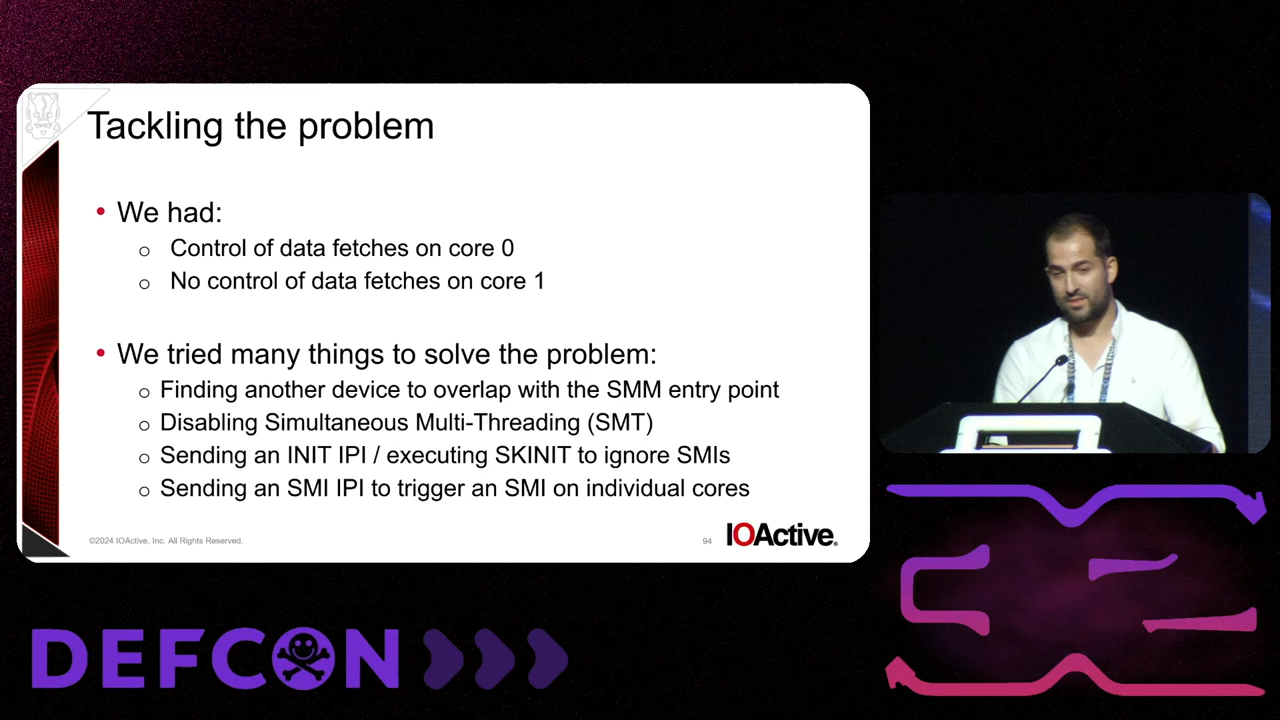 Tackling the problem
• We had:
o Control of data fetches on core 0
o No control of data fetches on core 1
• We tried many things to solve the problem:
o Finding another device to overlap with the SMM entry point
o Disabling Simultaneous Multi-Threading (SMT)
o Sending an INIT IPI / executing SKINIT to ignore SMIs
o Sending an SMI IPI to trigger an SMI on individual cores
©2024 IOActive, Inc. All Rights Reserved.
94
IOActive.
DEFCON